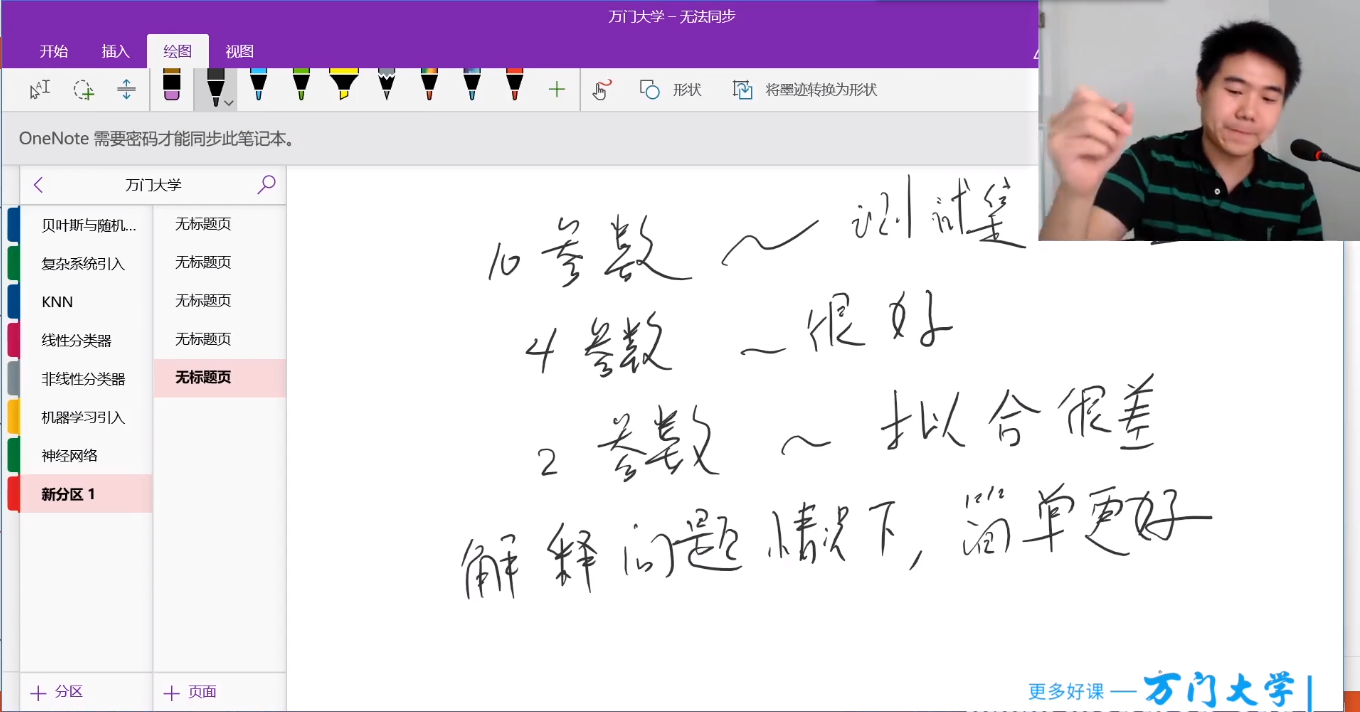 万门大学 – 无法同步
开始 插入 绘图 视图
形状 将墨迹转换为形状
OneNote 需要密码才能同步此笔记本。
万门大学
贝叶斯与随机...
复杂系统引入
KNN
线性分类器
非线性分类器
机器学习引入
神经网络
新分区 1
无标题页
无标题页
无标题页
无标题页
无标题页
10 参数 ~ 测试集
4 参数 ~ 很好
2 参数 ~ 拟合很差
解释问题情况下, 简单更好
+ 分区
+ 页面
更多好课 — 万门大学